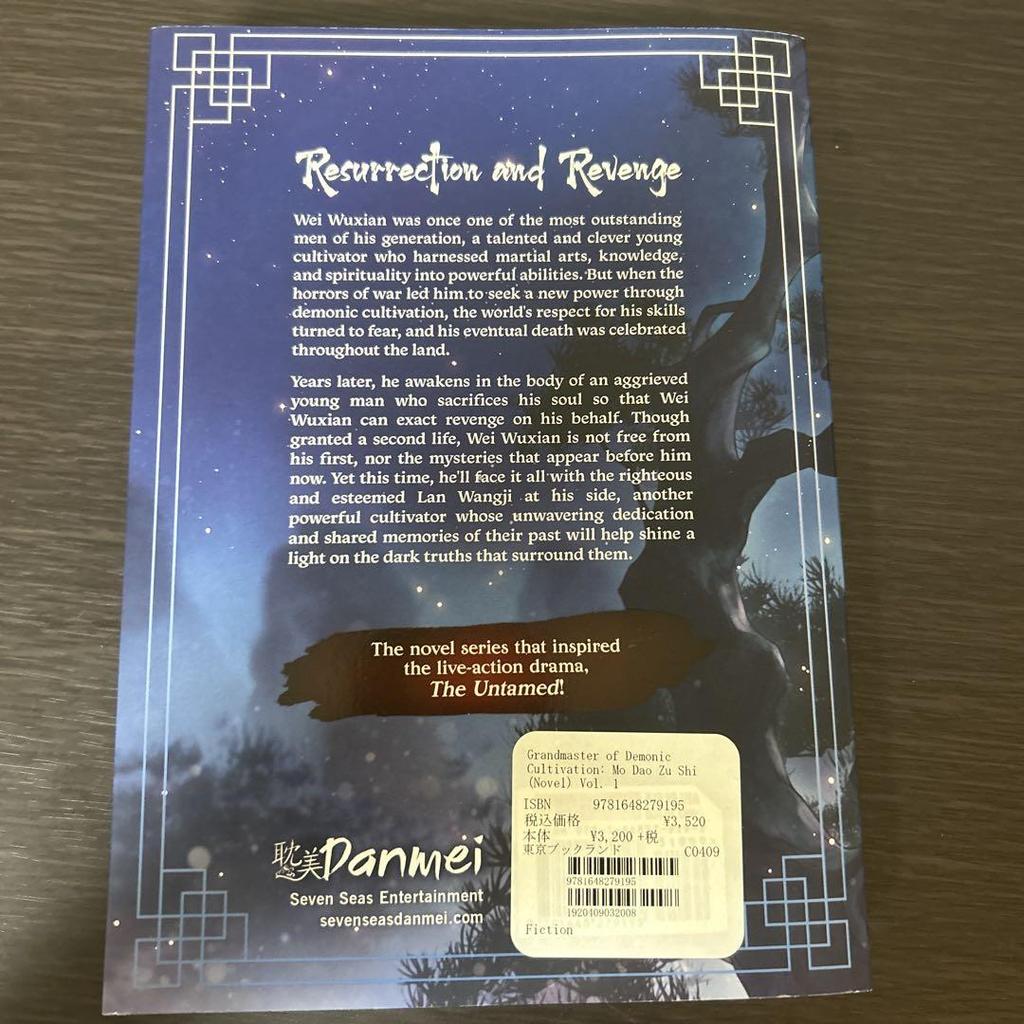 Resurrection and Revenge
Wei Wuxian was once one of the most outstanding
men of his generation, a talented and clever young
cultivator who harnessed martial arts, knowledge,
and spirituality into powerful abilities. But when the
horrors of war led him to seek a new power through
demonic cultivation, the world's respect for his skills
turned to fear, and his eventual death was celebrated
throughout the land.
Years later, he awakens in the body of an aggrieved
young man who sacrifices his soul so that Wei
Wuxian can exact revenge on his behalf. Though
granted a second life, Wei Wuxian is not free from
his first, nor the mysteries that appear before him
now. Yet this time, he'll face it all with the righteous
and esteemed Lan Wangji at his side, another
powerful cultivator whose unwavering dedication
and shared memories of their past will help shine a
light on the dark truths that surround them.
The novel series that inspired
the live-action drama,
The Untamed!
耽美 Danmei
Seven Seas Entertainment
sevenseasdanmei.com
Grandmaster of Demonic
Cultivation: Mo Dao Zu Shi
(Novel) Vol. 1
ISBN 9781648279195
税込価格 ¥3,520
本体 ¥3,200+税
東京ブックランド C0409
9781648279195
1920409032008
Fiction